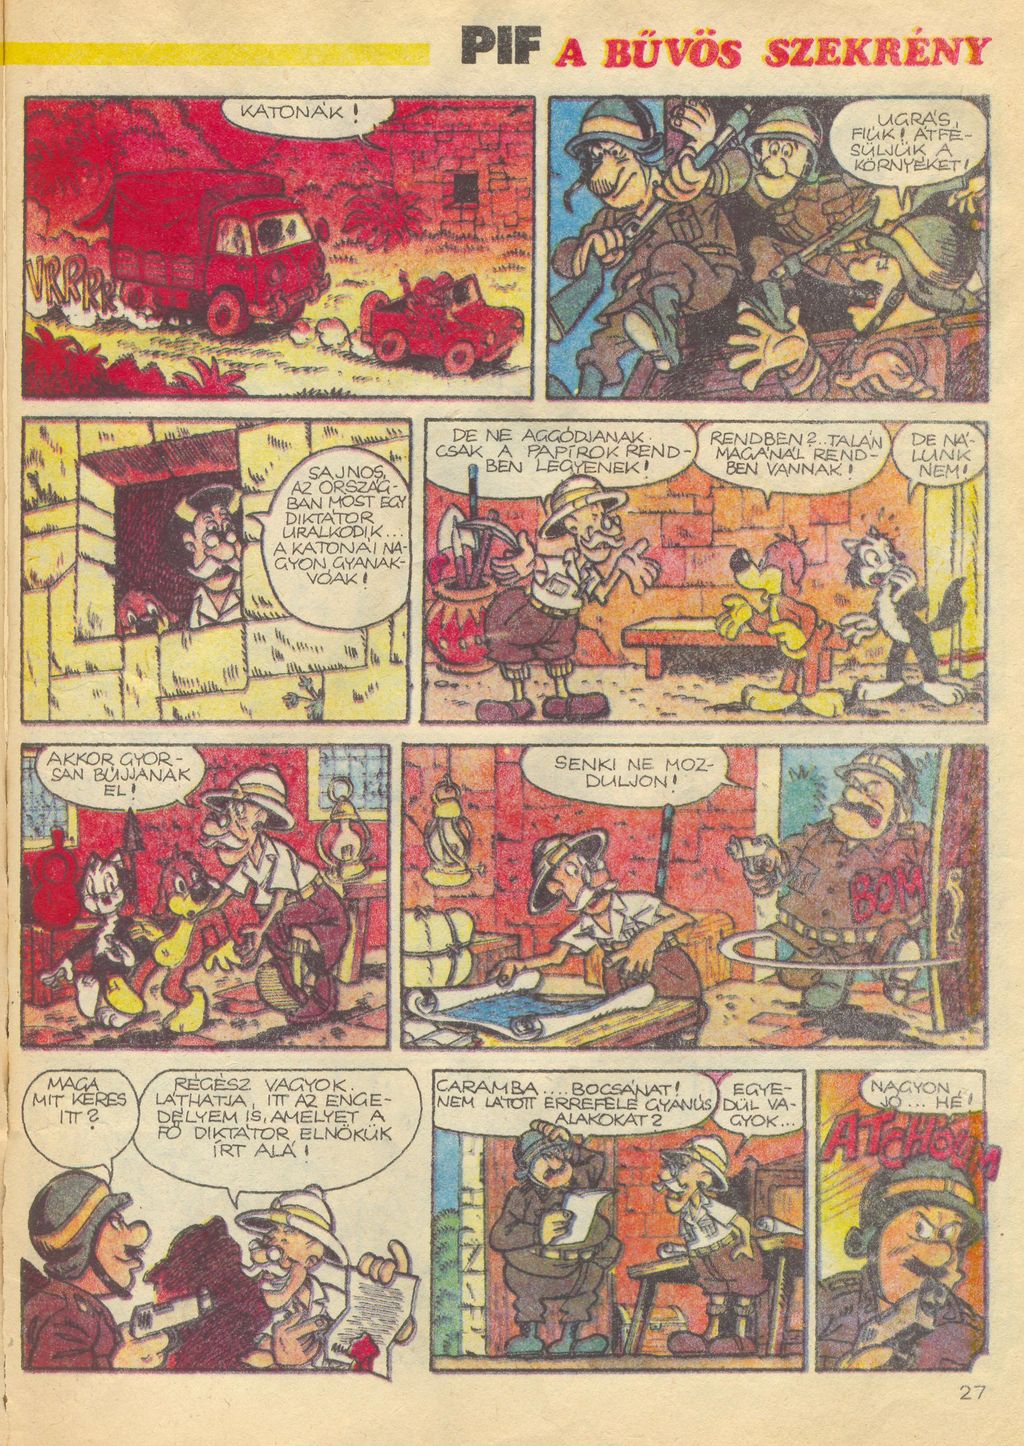 PIF A BŰVÖS SZEKRÉNY
KATONÁK!
UGRÁS,
FIÚK! ÁTFÉ-
SÜLJÜK A
KÖRNYÉKET!
VRRRR
SAJNOS,
AZ ORSZÁG-
BAN MOST EGY
DIKTÁTOR
URALKODIK...
A KATONÁI NA-
GYON GYANAK-
VÓAK!
DE NE AGGÓDJANAK.
CSAK A PAPÍROK REND-
BEN LEGYENEK!
RENDBEN?..TALÁN
MAGÁNÁL REND-
BEN VANNAK!
DE NÁ-
LUNK
NEM!
AKKOR GYOR-
SAN BÚJJANAK
EL!
SENKI NE MOZ-
DULJON!
BOM
MAGA
MIT KERES
ITT?
RÉGÉSZ VAGYOK.
LÁTHATJA, ITT AZ ENGE-
DÉLYEM IS, AMELYET A
FŐ DIKTÁTOR ELNÖKÜK
ÍRT ALÁ!
CARAMBA....BOCSÁNAT!
NEM LÁTOTT ERREFELÉ GYANÚS
ALAKOKAT?
EGYE-
DÜL VA-
GYOK...
NAGYON
JÓ... HÉ!
ATCHOUM
27